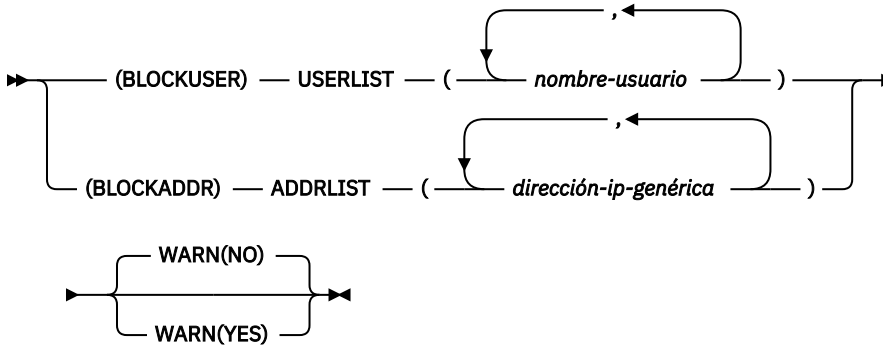 ,
(BLOCKUSER) USERLIST ( nombre-usuario )
,
(BLOCKADDR) ADDRLIST ( dirección-ip-genérica )
WARN(NO)
WARN(YES)